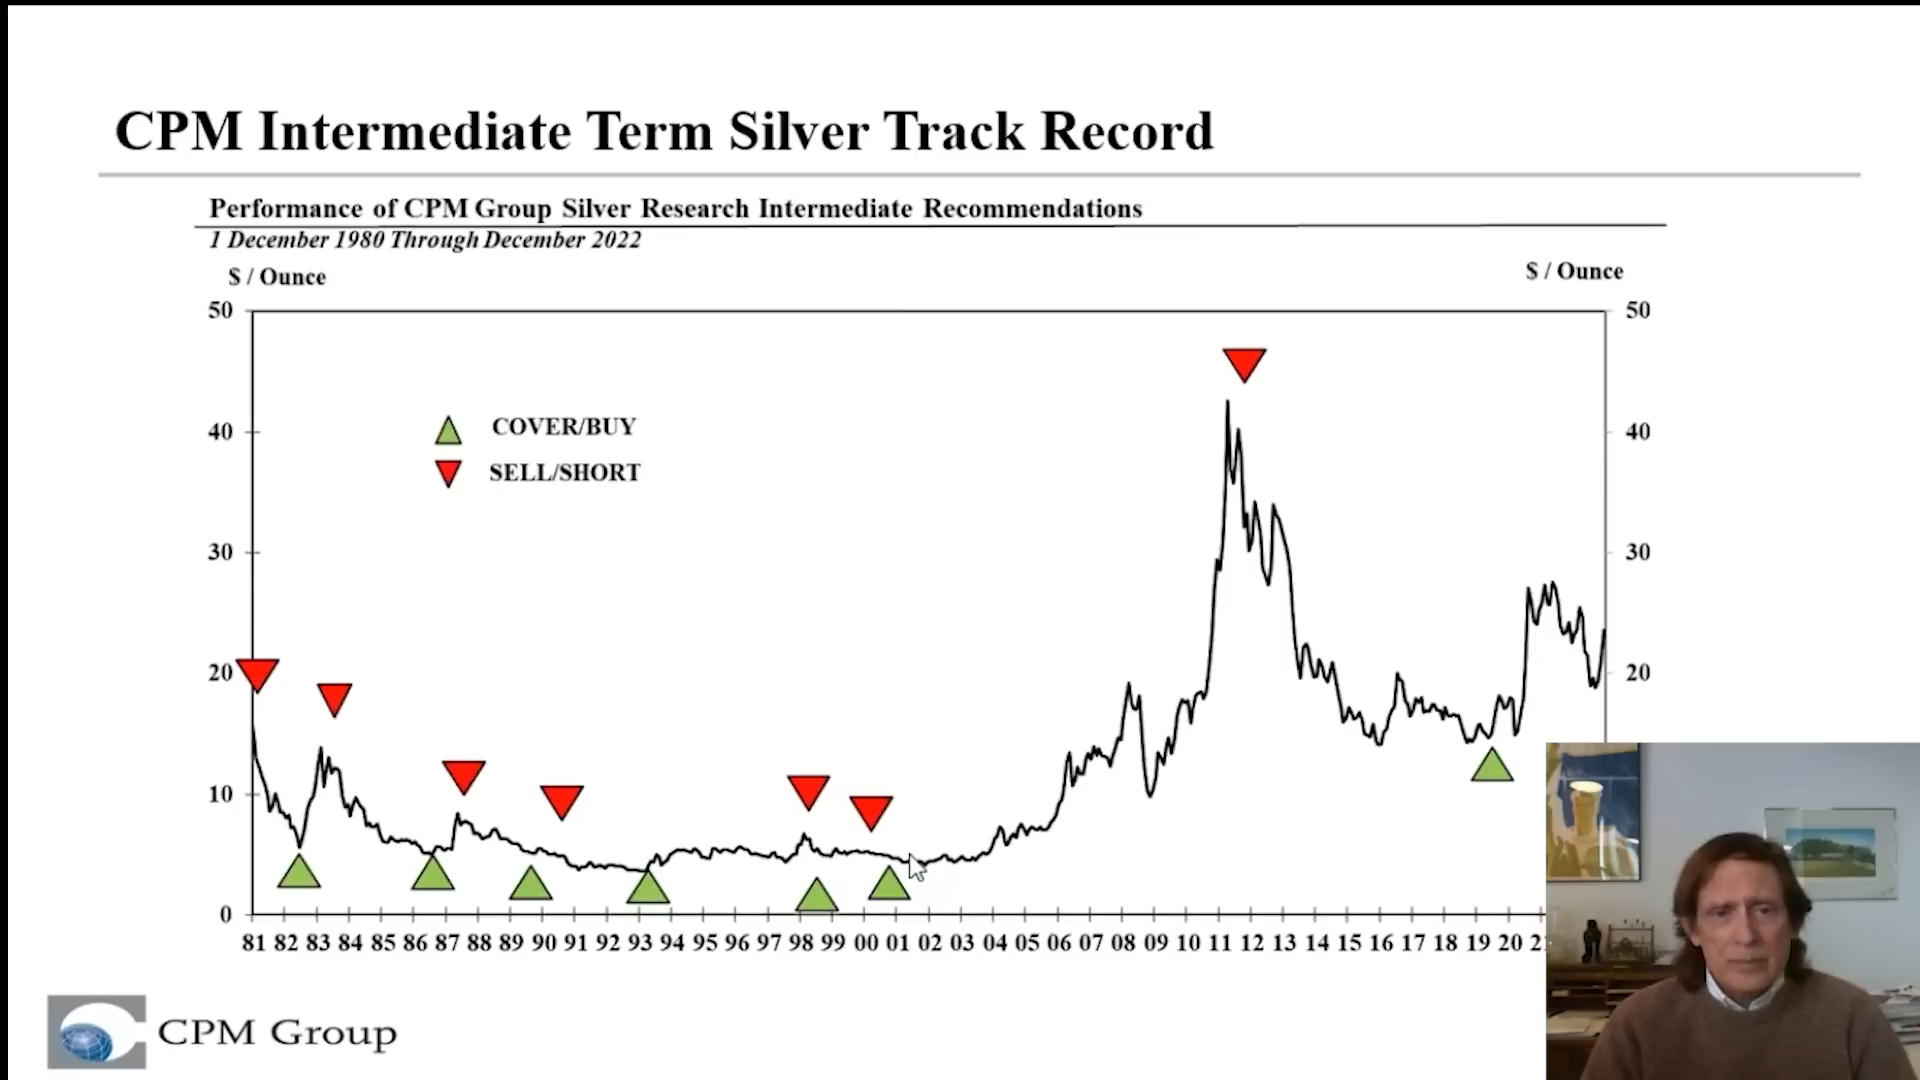 CPM Intermediate Term Silver Track Record
Performance of CPM Group Silver Research Intermediate Recommendations
1 December 1980 Through December 2022
$ / Ounce
$ / Ounce
50
50
COVER/BUY
40
40
SELL/SHORT
30
30
20
20
10
0
81 82 83 84 85 86 87 88 89 90 91 92 93 94 95 96 97 98 99 00 01 02 03 04 05 06 07 08 09 10 11 12 13 14 15 16 17 18 19 20
CPM Group